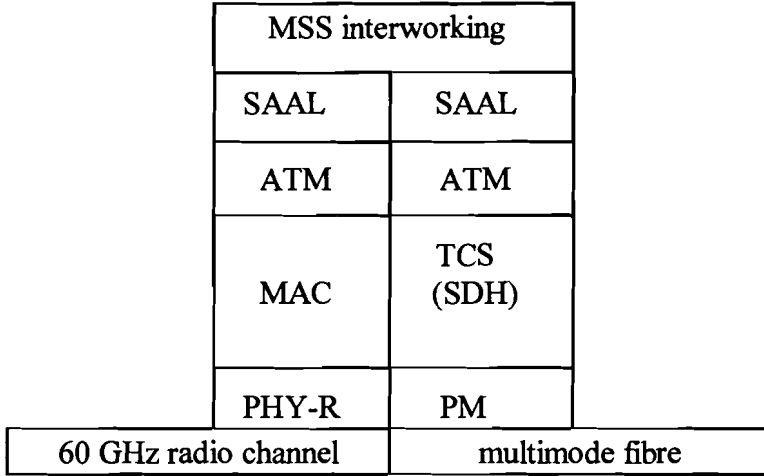 MSS interworking
SAAL SAAL
ATM ATM
MAC
TCS
(SDH)
PHY-R PM
60 GHz radio channel multimode fibre